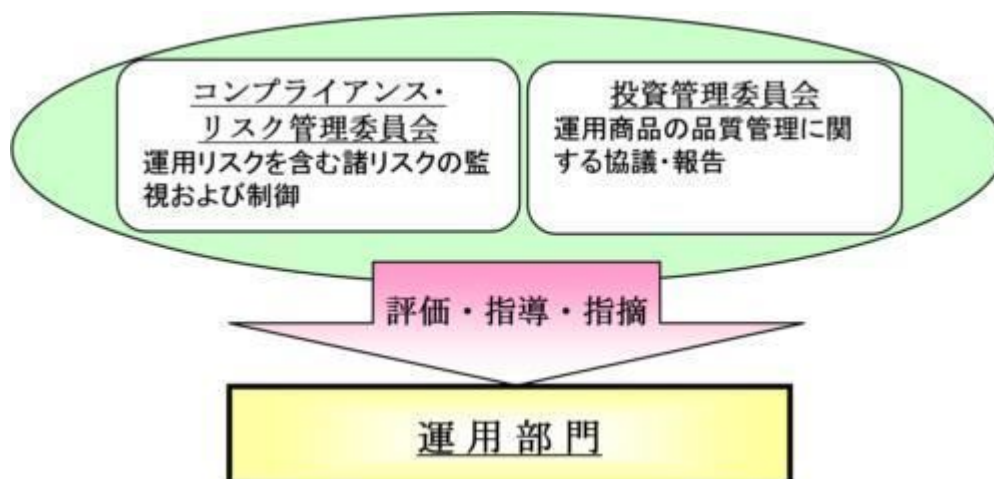 コンプライアンス・
リスク管理委員会
運用リスクを含む諸リスクの監
視および制御
投資管理委員会
運用商品の品質管理に関
する協議・報告
評価・指導・指摘
運用部門